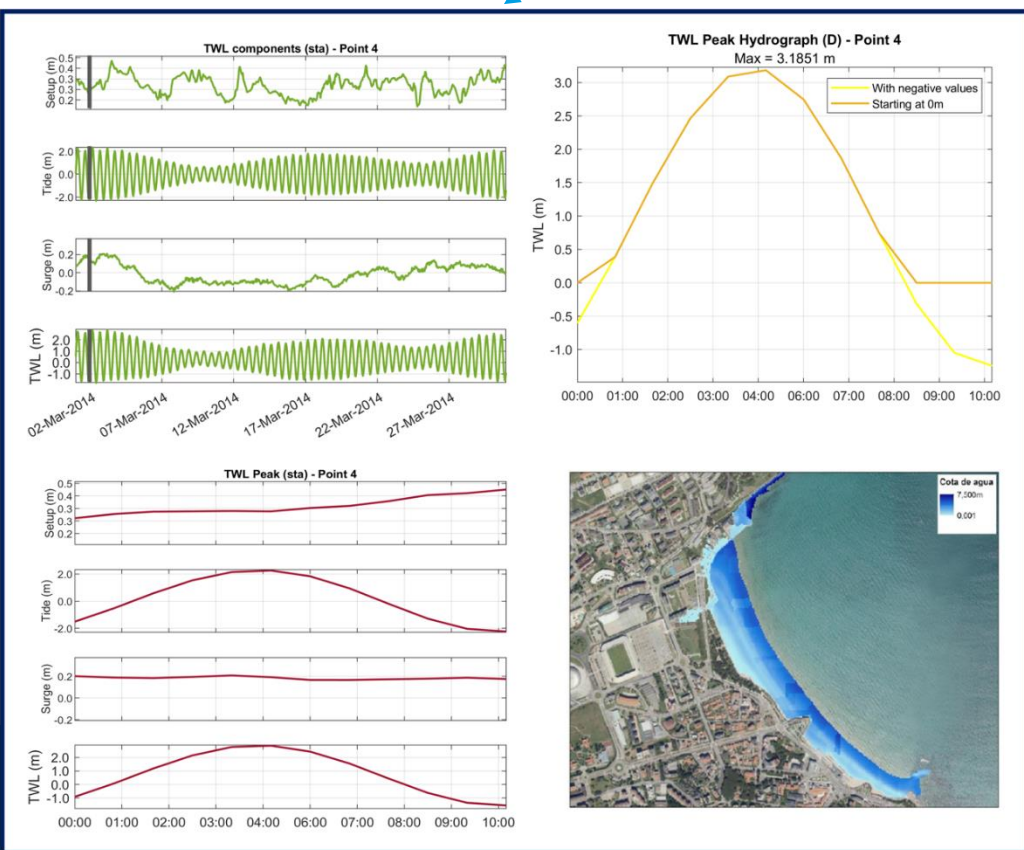 TWL components (sta) - Point 4
Setup (m)
0.5
0.4
0.3
0.2
Tide (m)
2.0
0.0
-2.0
Surge (m)
0.2
0.0
-0.2
TWL (m)
2.0
1.0
0.0
-1.0
02-Mar-2014
07-Mar-2014
12-Mar-2014
17-Mar-2014
22-Mar-2014
27-Mar-2014
TWL Peak Hydrograph (D) - Point 4
Max = 3.1851 m
With negative values
Starting at 0m
TWL (m)
3.0
2.5
2.0
1.5
1.0
0.5
0.0
-0.5
-1.0
00:00 01:00 02:00 03:00 04:00 06:00 07:00 08:00 09:00 10:00
TWL Peak (sta) - Point 4
Setup (m)
0.5
0.4
0.3
0.2
Tide (m)
2.0
0.0
-2.0
Surge (m)
0.2
0.0
-0.2
TWL (m)
2.0
1.0
0.0
-1.0
00:00 01:00 02:00 03:00 04:00 06:00 07:00 08:00 09:00 10:00
Cota de agua
7,500m
0,001